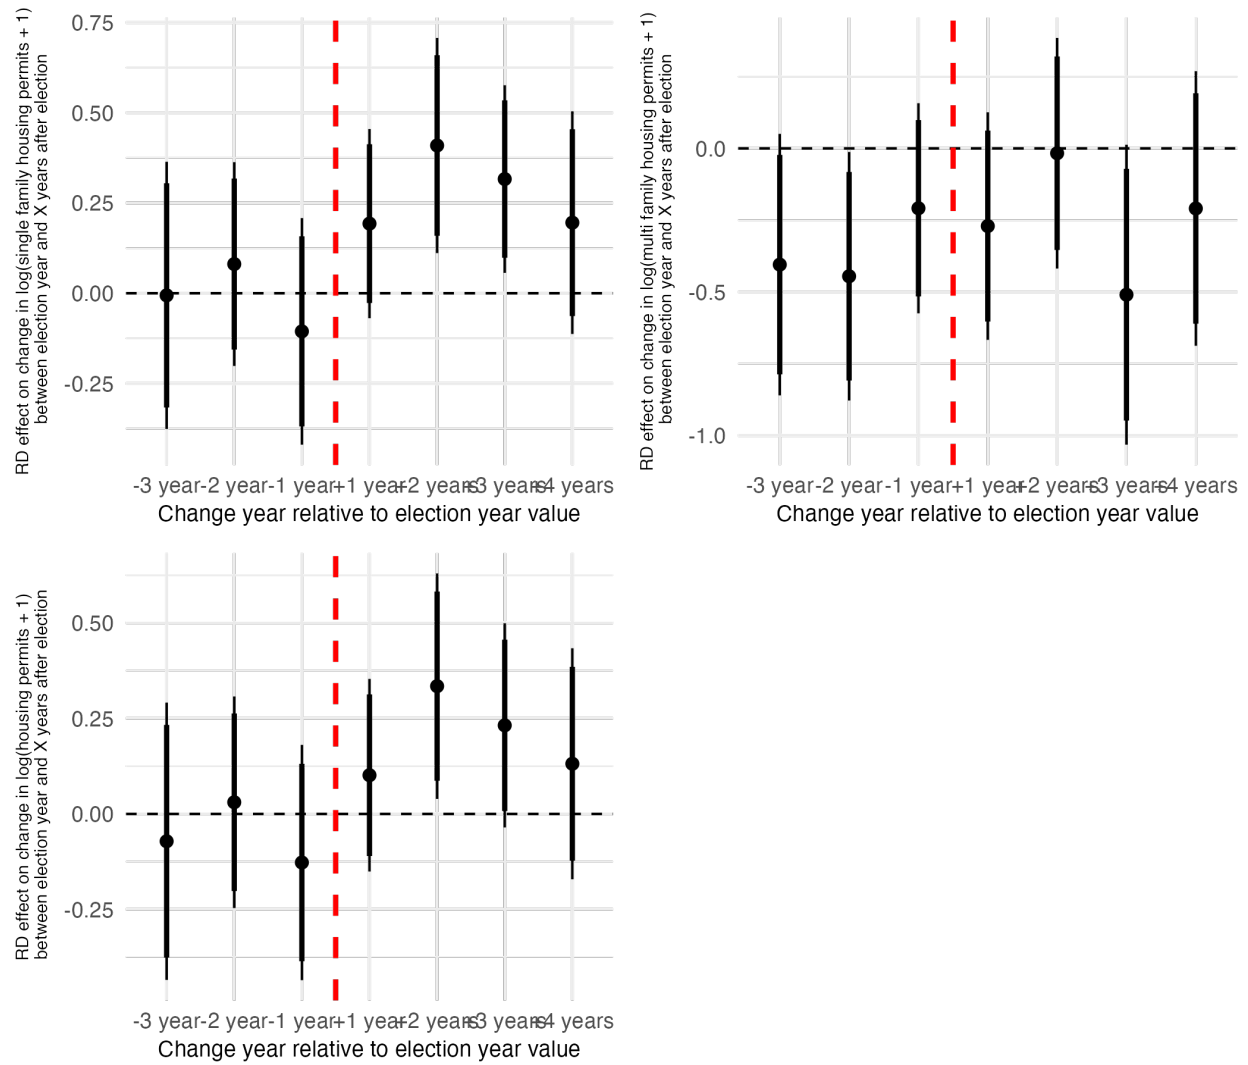 RD effect on change in log(single family housing permits + 1)
between election year and X years after election
0.75
0.50
0.25
0.00
-0.25
-3 year
-2 year
-1 year
+1 year
+2 years
+3 years
+4 years
Change year relative to election year value
RD effect on change in log(multi family housing permits + 1)
between election year and X years after election
0.0
-0.5
-1.0
-3 year
-2 year
-1 year
+1 year
+2 years
+3 years
+4 years
Change year relative to election year value
RD effect on change in log(housing permits + 1)
between election year and X years after election
0.50
0.25
0.00
-0.25
-3 year
-2 year
-1 year
+1 year
+2 years
+3 years
+4 years
Change year relative to election year value